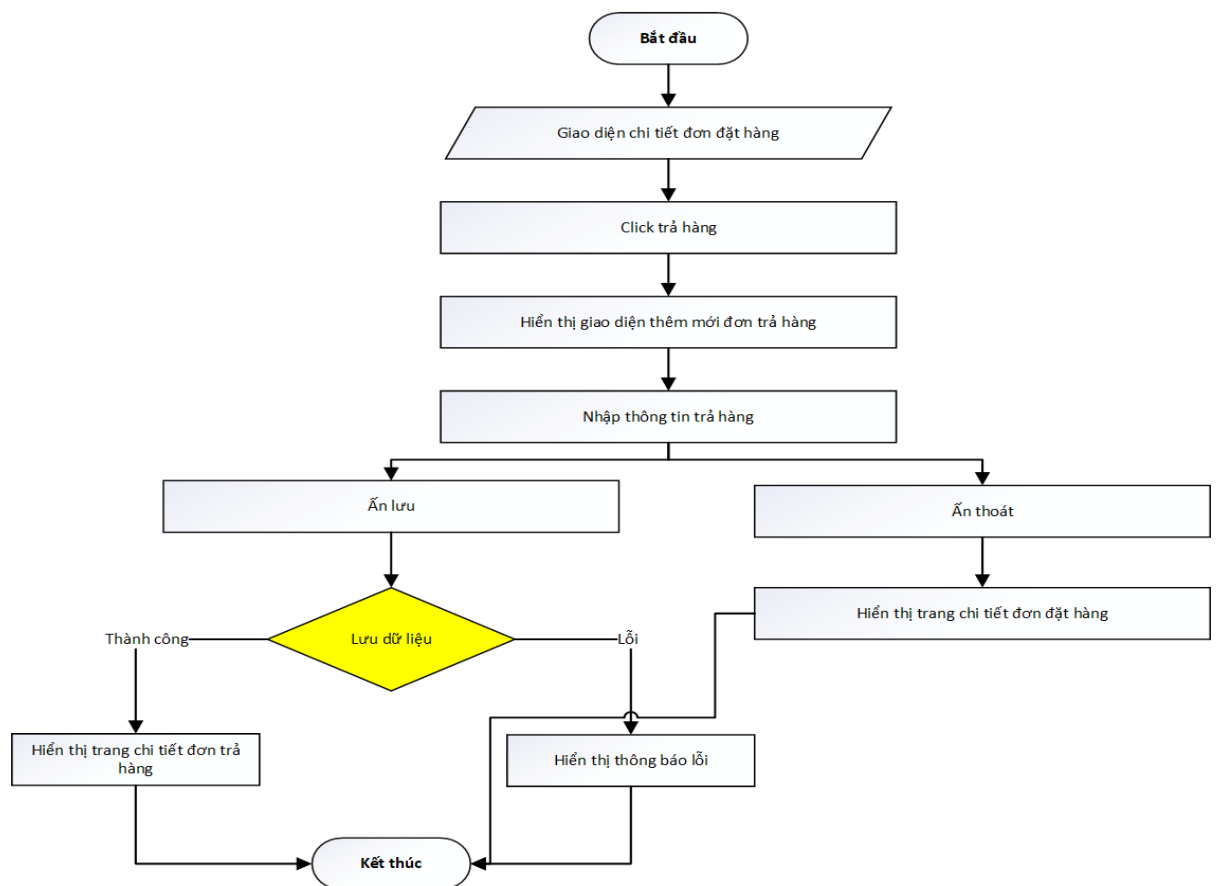 Bắt đầu
Giao diện chi tiết đơn đặt hàng
Click trả hàng
Hiển thị giao diện thêm mới đơn trả hàng
Nhập thông tin trả hàng
Ấn lưu
Ấn thoát
Hiển thị trang chi tiết đơn đặt hàng
Thành công
Lưu dữ liệu
Lỗi
Hiển thị trang chi tiết đơn trả
hàng
Hiển thị thông báo lỗi
Kết thúc